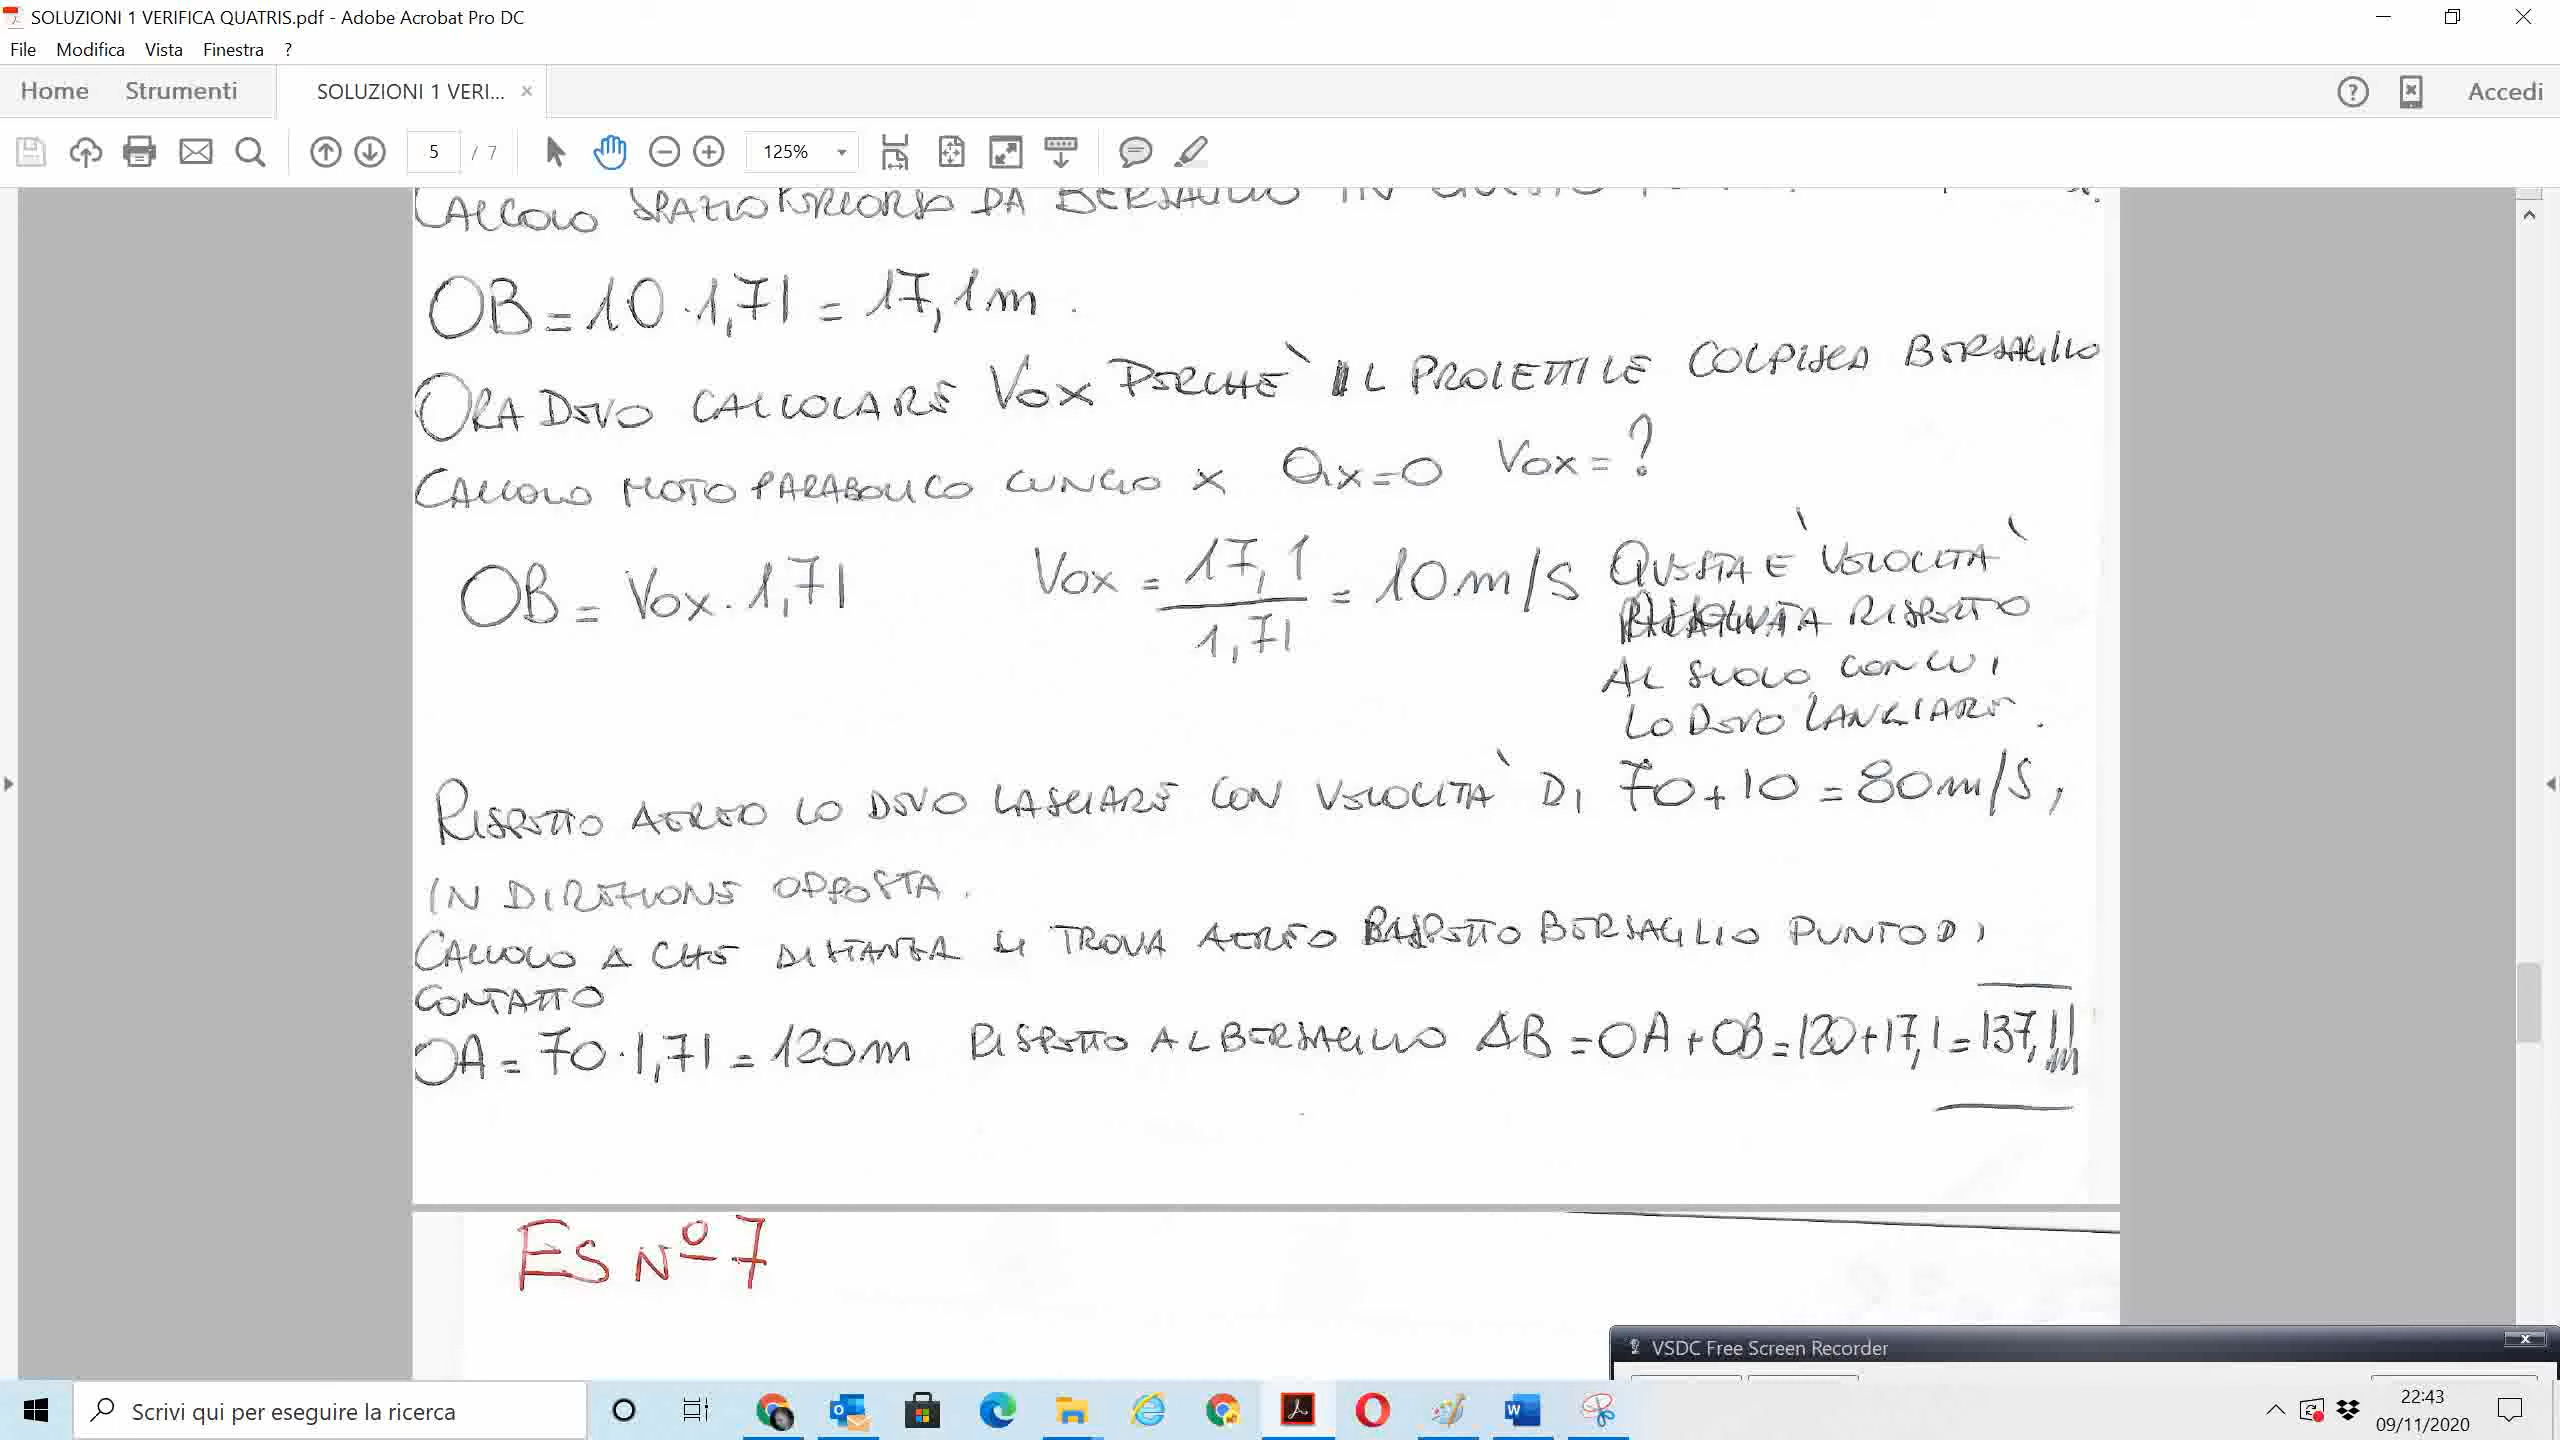 SOLUZIONI 1 VERIFICA QUATRIS.pdf - Adobe Acrobat Pro DC
File Modifica Vista Finestra ?
Home Strumenti SOLUZIONI 1 VERI... × Accedi
5 / 7 125%
CALCOLO SPAZIO PERCORSO DA BERSAGLIO IN QUESTO
OB = 10 · 1,71 = 17,1 m.
ORA DEVO CALCOLARE Vox PERCHÈ IL PROIETTILE COLPISCA BERSAGLIO
CALCOLO MOTO PARABOLICO LUNGO X ax=0 Vox = ?
OB = Vox · 1,71 Vox = 17,1 / 1,71 = 10 m/s QUESTA È VELOCITÀ
RISPETTO
AL SUOLO CON CUI
LO DEVO LANCIARE.
RISPETTO AEREO LO DEVO LASCIARE CON VELOCITÀ DI 70+10 = 80 m/s,
IN DIREZIONE OPPOSTA.
CALCOLO A CHE DISTANZA SI TROVA AEREO RISPETTO BERSAGLIO PUNTO DI
CONTATTO
OA = 70 · 1,71 = 120 m RISPETTO AL BERSAGLIO AB = OA + OB = 120 + 17,1 = 137,1 m
ES Nº 7
VSDC Free Screen Recorder
Scrivi qui per eseguire la ricerca
22:43
09/11/2020